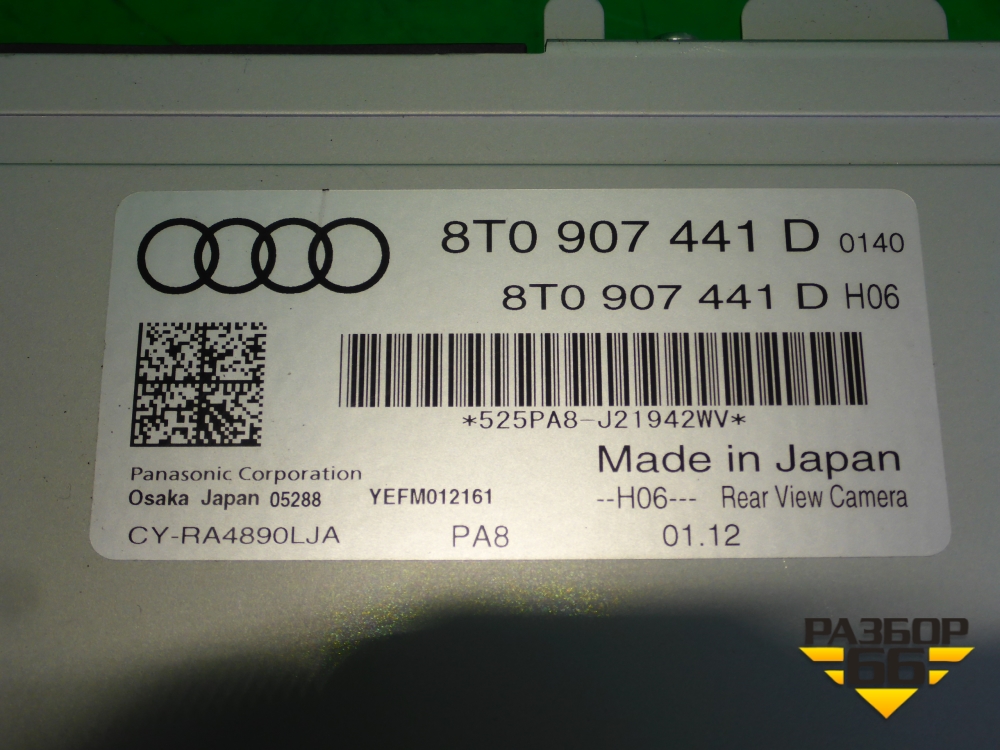 8T0 907 441 D 0140
8T0 907 441 D H06
*525PA8-J21942WV*
Made in Japan
Panasonic Corporation
Osaka Japan 05288 YEFM012161 --H06--- Rear View Camera
CY-RA4890LJA PA8 01.12
РАЗБОР
66